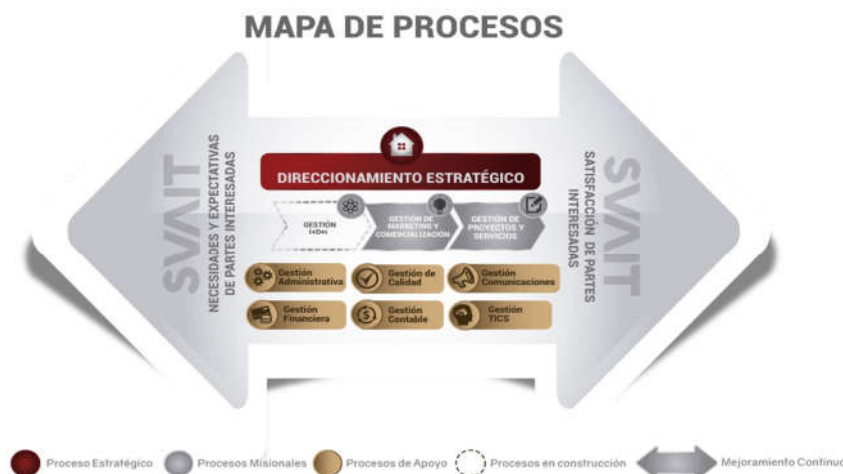 MAPA DE PROCESOS
SVAIT
NECESIDADES Y EXPECTATIVAS
DE PARTES INTERESADAS
DIRECCIONAMIENTO ESTRATÉGICO
GESTIÓN
I+D+i
GESTIÓN DE
MARKETING Y
COMERCIALIZACIÓN
GESTIÓN DE
PROYECTOS Y
SERVICIOS
Gestión
Administrativa
Gestión de
Calidad
Gestión
Comunicaciones
Gestión
Financiera
Gestión
Contable
Gestión
TICS
SATISFACCIÓN DE PARTES
INTERESADAS
SVAIT
Proceso Estratégico
Procesos Misionales
Procesos de Apoyo
Procesos en construcción
Mejoramiento Continuo